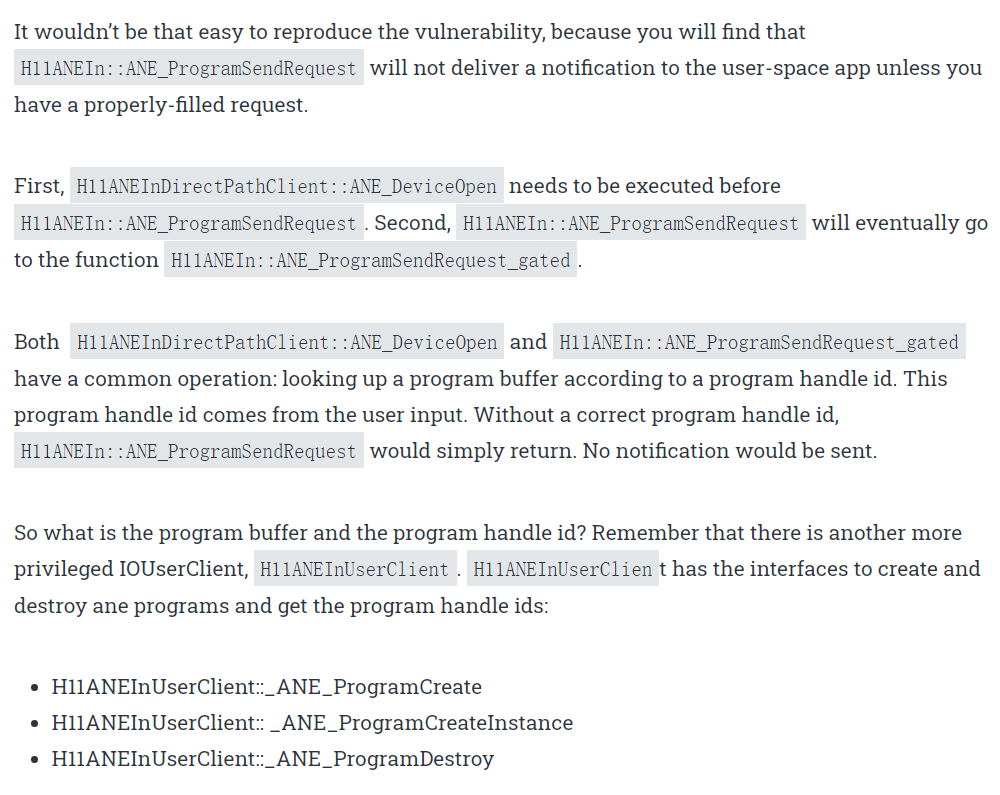 It wouldn’t be that easy to reproduce the vulnerability, because you will find that
H11ANEIn::ANE_ProgramSendRequest will not deliver a notification to the user-space app unless you
have a properly-filled request.
First, H11ANEInDirectPathClient::ANE_DeviceOpen needs to be executed before
H11ANEIn::ANE_ProgramSendRequest . Second, H11ANEIn::ANE_ProgramSendRequest will eventually go
to the function H11ANEIn::ANE_ProgramSendRequest_gated .
Both H11ANEInDirectPathClient::ANE_DeviceOpen and H11ANEIn::ANE_ProgramSendRequest_gated
have a common operation: looking up a program buffer according to a program handle id. This
program handle id comes from the user input. Without a correct program handle id,
H11ANEIn::ANE_ProgramSendRequest would simply return. No notification would be sent.
So what is the program buffer and the program handle id? Remember that there is another more
privileged IOUserClient, H11ANEInUserClient . H11ANEInUserClien t has the interfaces to create and
destroy ane programs and get the program handle ids:
• H11ANEInUserClient::_ANE_ProgramCreate
• H11ANEInUserClient:: _ANE_ProgramCreateInstance
• H11ANEInUserClient::_ANE_ProgramDestroy